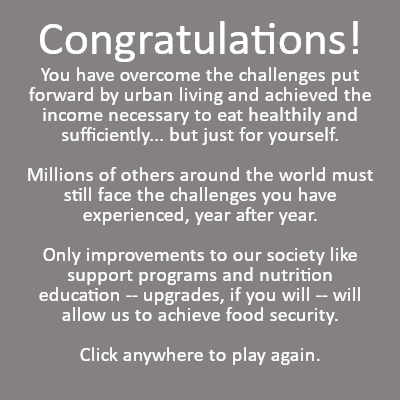 Congratulations!
You have overcome the challenges put
forward by urban living and achieved the
income necessary to eat healthily and
sufficiently... but just for yourself.
Millions of others around the world must
still face the challenges you have
experienced, year after year.
Only improvements to our society like
support programs and nutrition
education -- upgrades, if you will -- will
allow us to achieve food security.
Click anywhere to play again.